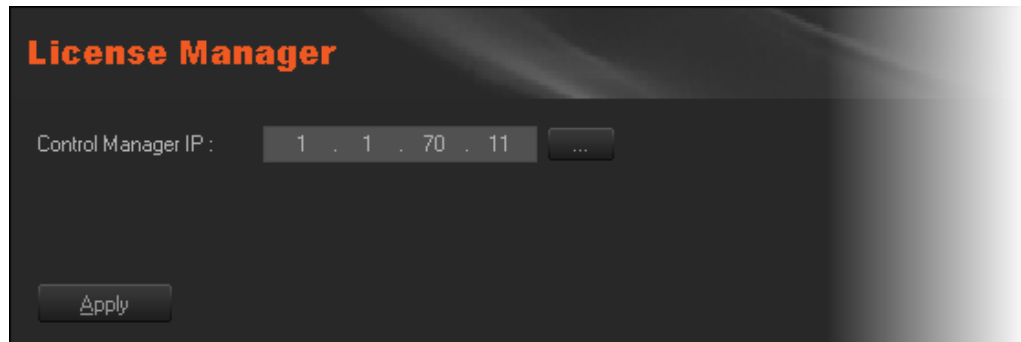 License Manager
Control Manager IP : 1 . 1 . 70 . 11 ...
Apply